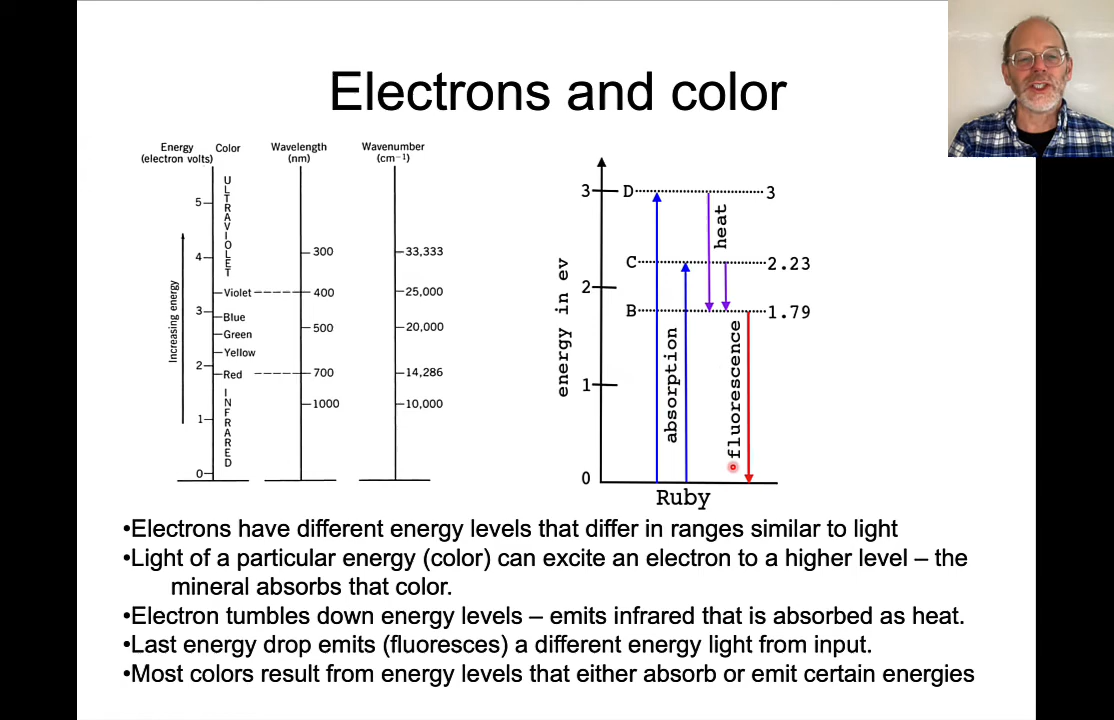 Electrons and color
Energy
(electron volts)
Color
Wavelength
(nm)
Wavenumber
(cm⁻¹)
Increasing energy
5
4
3
2
1
0
ULTRAVIOLET
Violet
Blue
Green
Yellow
Red
INFRARED
300
400
500
700
1000
33,333
25,000
20,000
14,286
10,000
energy in ev
3
2
1
0
D
3
C
2.23
B
1.79
heat
absorption
fluorescence
Ruby
•Electrons have different energy levels that differ in ranges similar to light
•Light of a particular energy (color) can excite an electron to a higher level – the
mineral absorbs that color.
•Electron tumbles down energy levels – emits infrared that is absorbed as heat.
•Last energy drop emits (fluoresces) a different energy light from input.
•Most colors result from energy levels that either absorb or emit certain energies